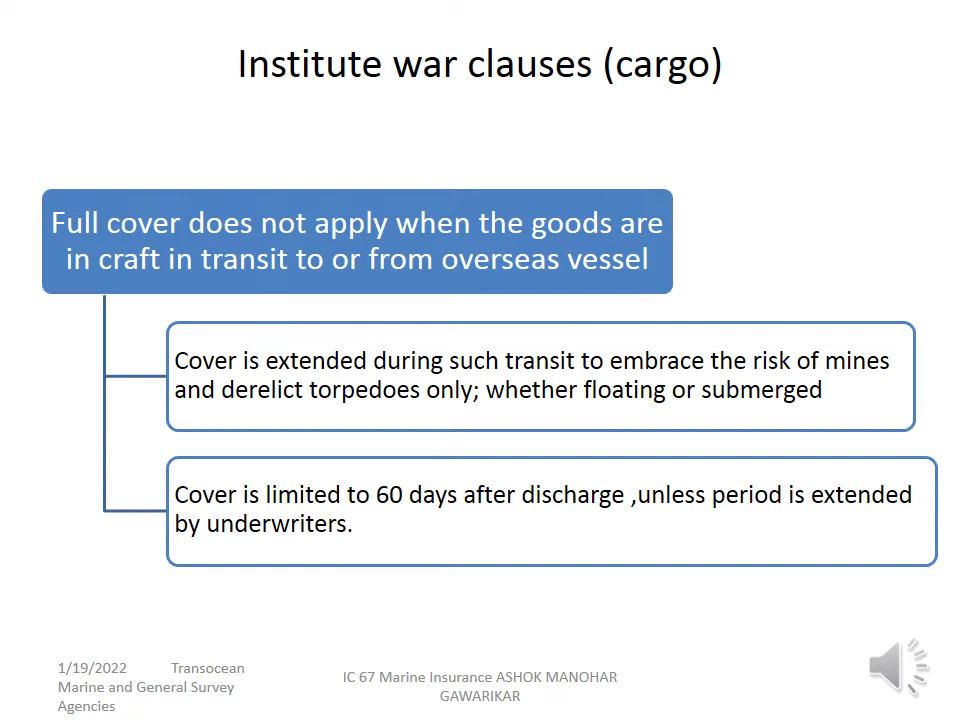 Institute war clauses (cargo)
Full cover does not apply when the goods are
in craft in transit to or from overseas vessel
Cover is extended during such transit to embrace the risk of mines
and derelict torpedoes only; whether floating or submerged
Cover is limited to 60 days after discharge ,unless period is extended
by underwriters.
1/19/2022 Transocean
Marine and General Survey
Agencies
IC 67 Marine Insurance ASHOK MANOHAR
GAWARIKAR